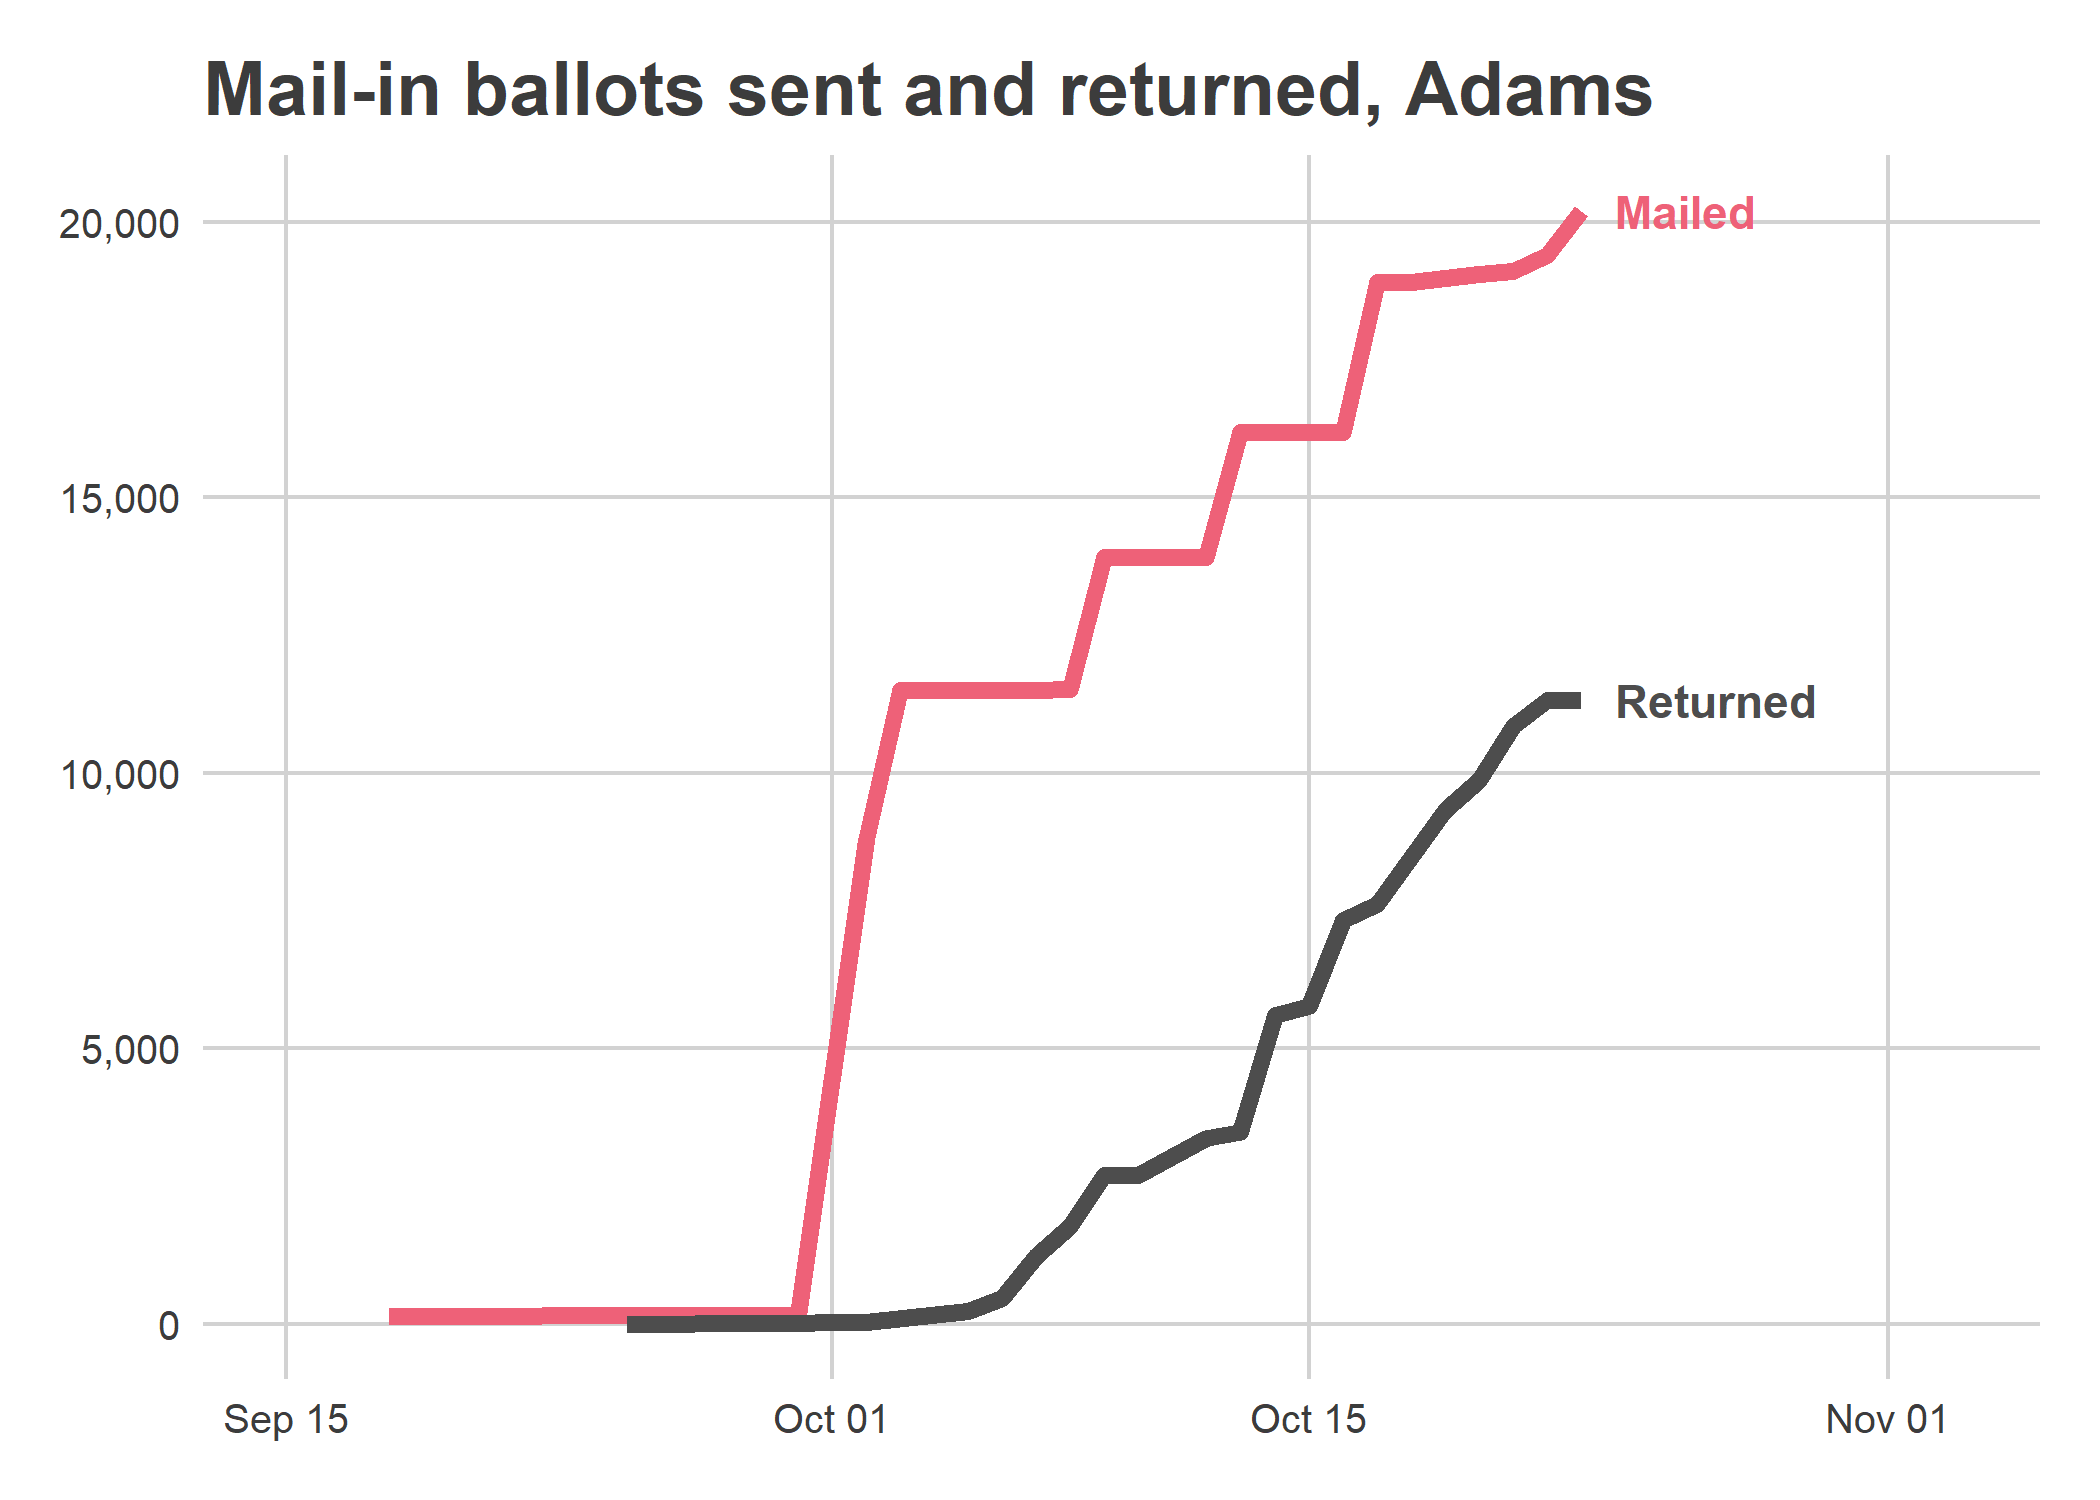 Mail-in ballots sent and returned, Adams
20,000
Mailed
15,000
Returned
10,000
5,000
0
Sep 15
Oct 01
Oct 15
Nov 01